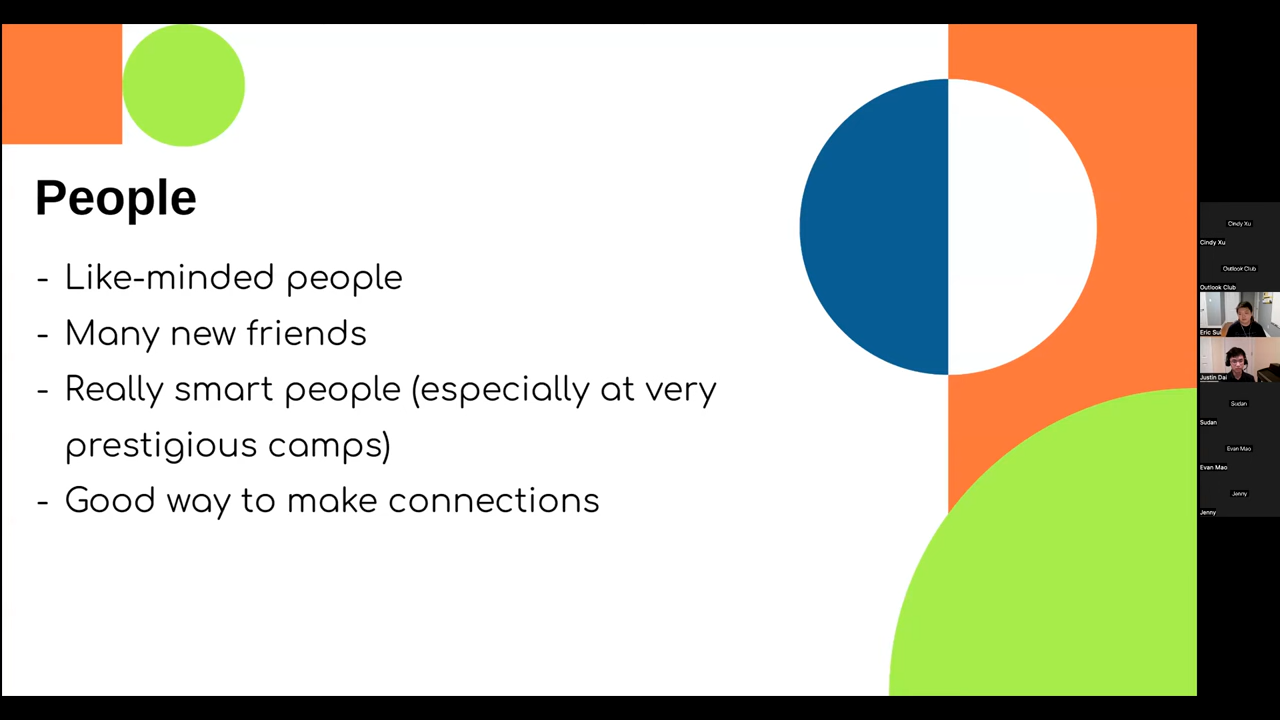 People
- Like-minded people
- Many new friends
- Really smart people (especially at very
prestigious camps)
- Good way to make connections
Cindy Xu
Cindy Xu
Outlook Club
Outlook Club
Eric Sui
Justin Dai
Sudan
Sudan
Evan Mao
Evan Mao
Jenny
Jenny